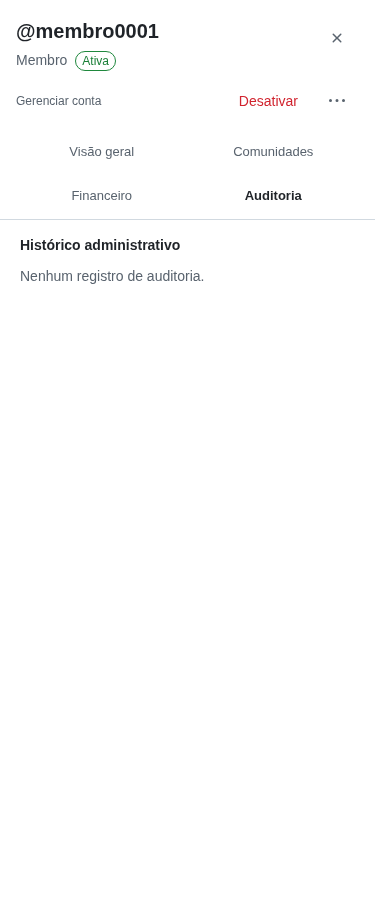 @membro0001
×
Membro Ativa
Gerenciar conta Desativar ···
Visão geral Comunidades
Financeiro Auditoria
Histórico administrativo
Nenhum registro de auditoria.